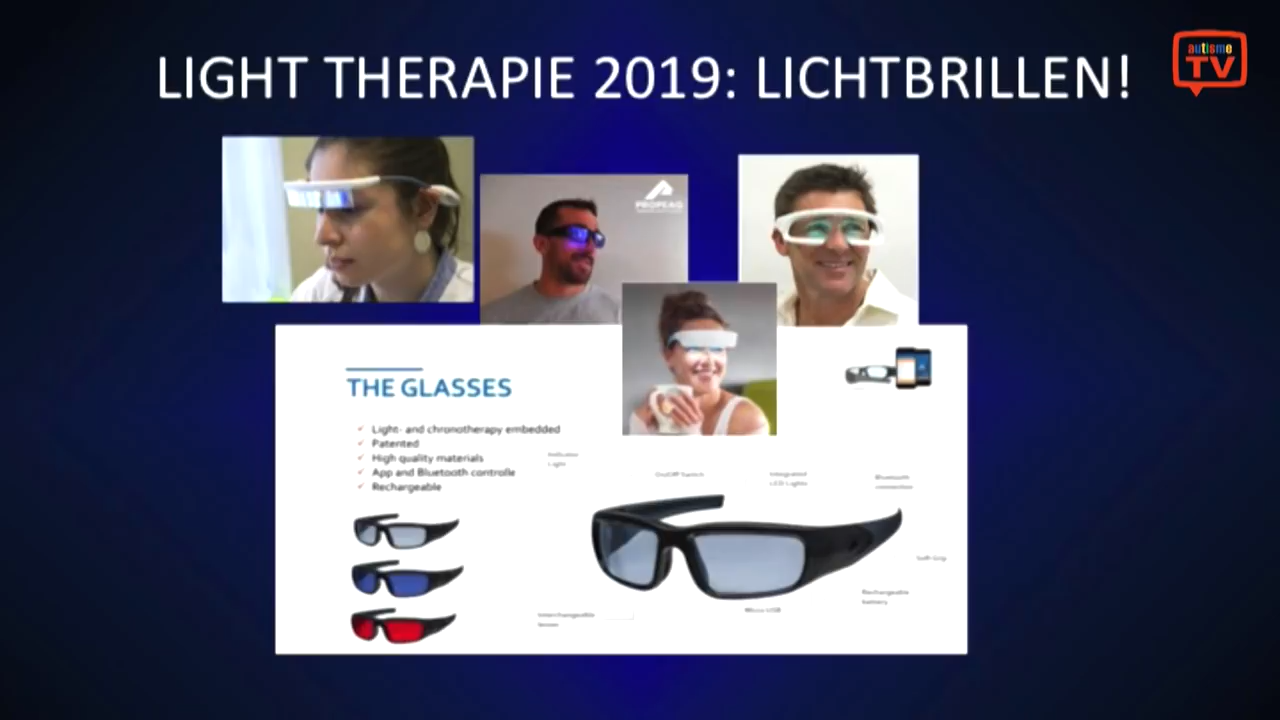 LIGHT THERAPIE 2019: LICHTBRILLEN!
autisme
TV
PROPEAQ
THE GLASSES
✓ Light- and chronotherapy embedded
✓ Patented
✓ High quality materials
✓ App and Bluetooth controlle
✓ Rechargeable
Indicator
Light
On/Off Switch
Integrated
LED Lights
Bluetooth
connection
Soft Grip
Rechargeable
battery
Micro USB
Interchangeable
lenses